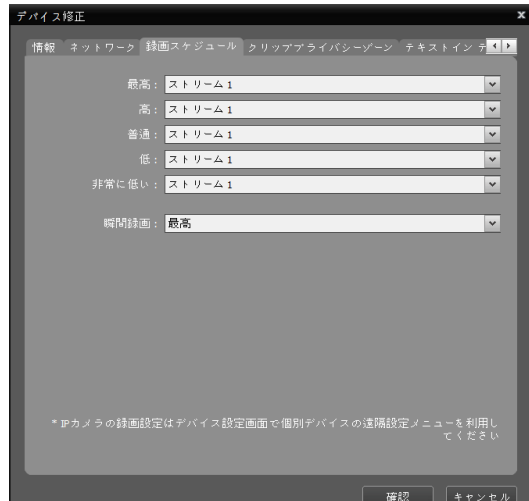 デバイス修正 x
情報 ネットワーク 録画スケジュール クリッププライバシーゾーン テキストイン デ
最高: ストリーム 1
高: ストリーム 1
普通: ストリーム 1
低: ストリーム 1
非常に低い: ストリーム 1
瞬間録画: 最高
* IPカメラの録画設定はデバイス設定画面で個別デバイスの遠隔設定メニューを利用し
てください
確認 キャンセル